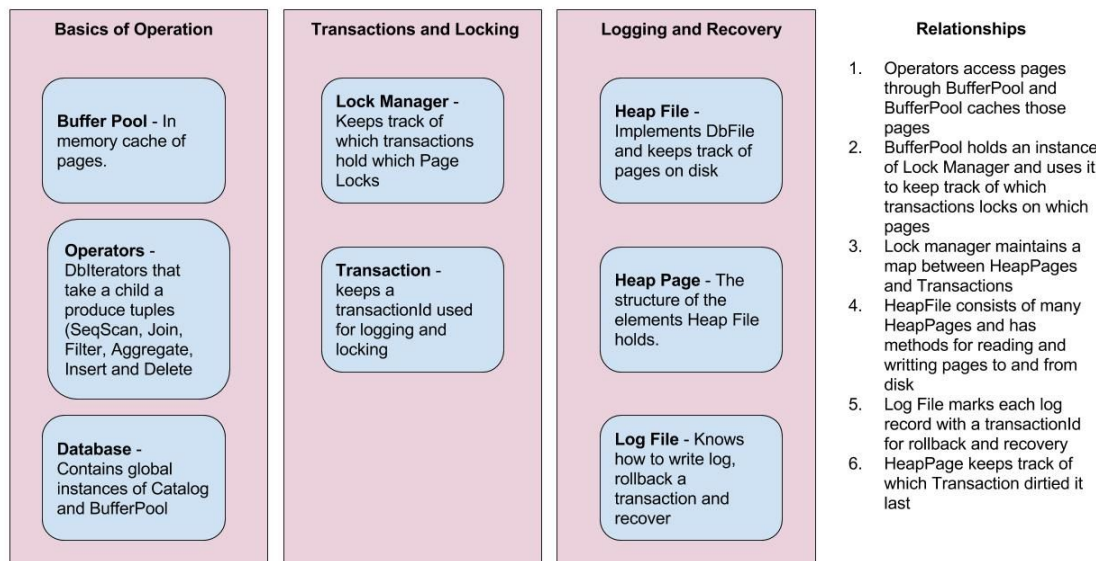 Basics of Operation
Buffer Pool - In
memory cache of
pages.
Operators -
DbIterators that
take a child a
produce tuples
(SeqScan, Join,
Filter, Aggregate,
Insert and Delete
Database -
Contains global
instances of Catalog
and BufferPool
Transactions and Locking
Lock Manager -
Keeps track of
which transactions
hold which Page
Locks
Transaction -
keeps a
transactionId used
for logging and
locking
Logging and Recovery
Heap File -
Implements DbFile
and keeps track of
pages on disk
Heap Page - The
structure of the
elements Heap File
holds.
Log File - Knows
how to write log,
rollback a
transaction and
recover
Relationships
1. Operators access pages
through BufferPool and
BufferPool caches those
pages
2. BufferPool holds an instance
of Lock Manager and uses it
to keep track of which
transactions locks on which
pages
3. Lock manager maintains a
map between HeapPages
and Transactions
4. HeapFile consists of many
HeapPages and has
methods for reading and
writting pages to and from
disk
5. Log File marks each log
record with a transactionId
for rollback and recovery
6. HeapPage keeps track of
which Transaction dirtied it
last